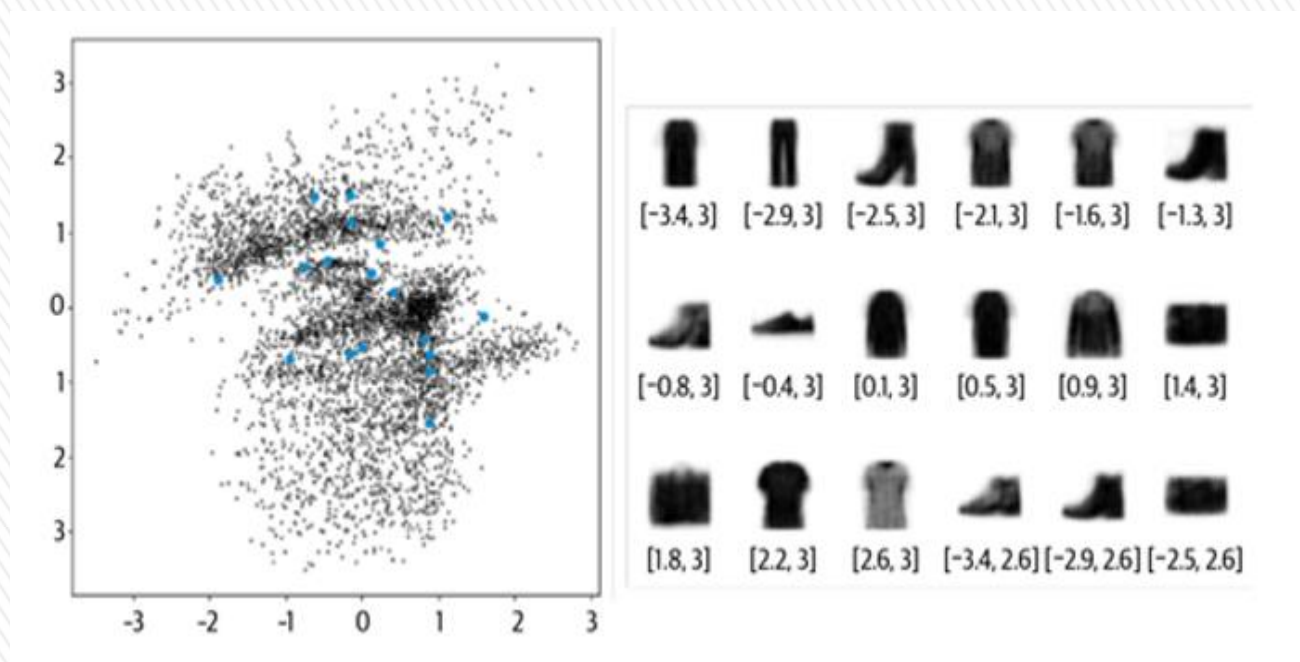 3
2
1
0
1
2
3
-3 -2 -1 0 1 2 3
[-3.4, 3] [-2.9, 3] [-2.5, 3] [-2.1, 3] [-1.6, 3] [-1.3, 3]
[-0.8, 3] [-0.4, 3] [0.1, 3] [0.5, 3] [0.9, 3] [1.4, 3]
[1.8, 3] [2.2, 3] [2.6, 3] [-3.4, 2.6] [-2.9, 2.6] [-2.5, 2.6]